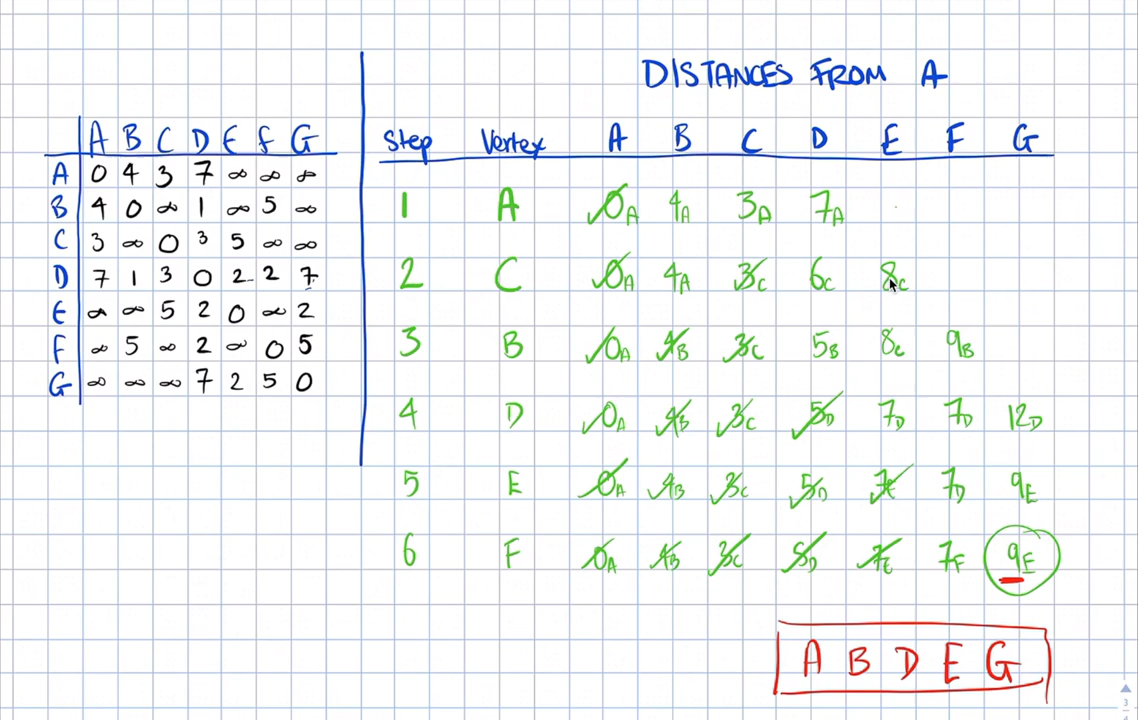 DISTANCES FROM A
A B C D E F G
A 0 4 3 7 ∞ ∞ ∞
B 4 0 ∞ 1 ∞ 5 ∞
C 3 ∞ 0 3 5 ∞ ∞
D 7 1 3 0 2 2 7
E ∞ ∞ 5 2 0 ∞ 2
F ∞ 5 ∞ 2 ∞ 0 5
G ∞ ∞ ∞ 7 2 5 0
Step Vertex A B C D E F G
1 A 0A 4A 3A 7A
2 C 0A 4A 3C 6C 8C
3 B 0A 4B 3C 5B 8C 9B
4 D 0A 4B 3C 5D 7D 7D 12D
5 E 0A 4B 3C 5D 7E 7D 9E
6 F 0A 4B 3C 5D 7E 7F 9E
A B D E G
3